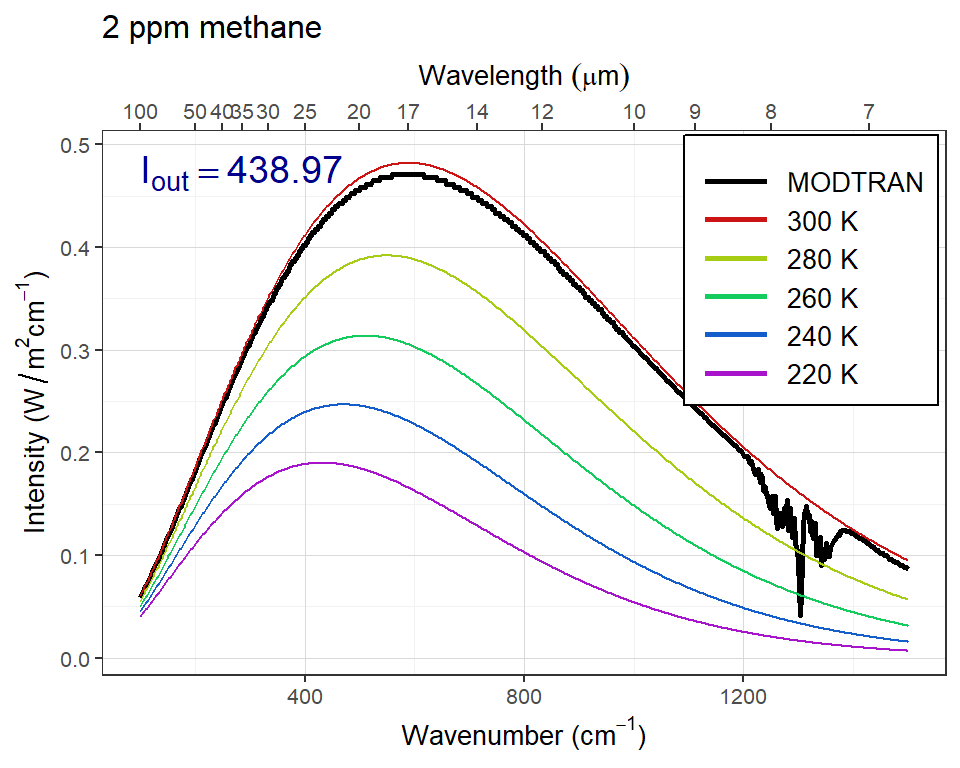 2 ppm methane
Wavelength (μm)
100 50 40 35 30 25 20 17 14 12 10 9 8 7
I_out = 438.97
0.5
0.4
0.3
0.2
0.1
0.0
Intensity (W / m²cm⁻¹)
MODTRAN
300 K
280 K
260 K
240 K
220 K
400 800 1200
Wavenumber (cm⁻¹)